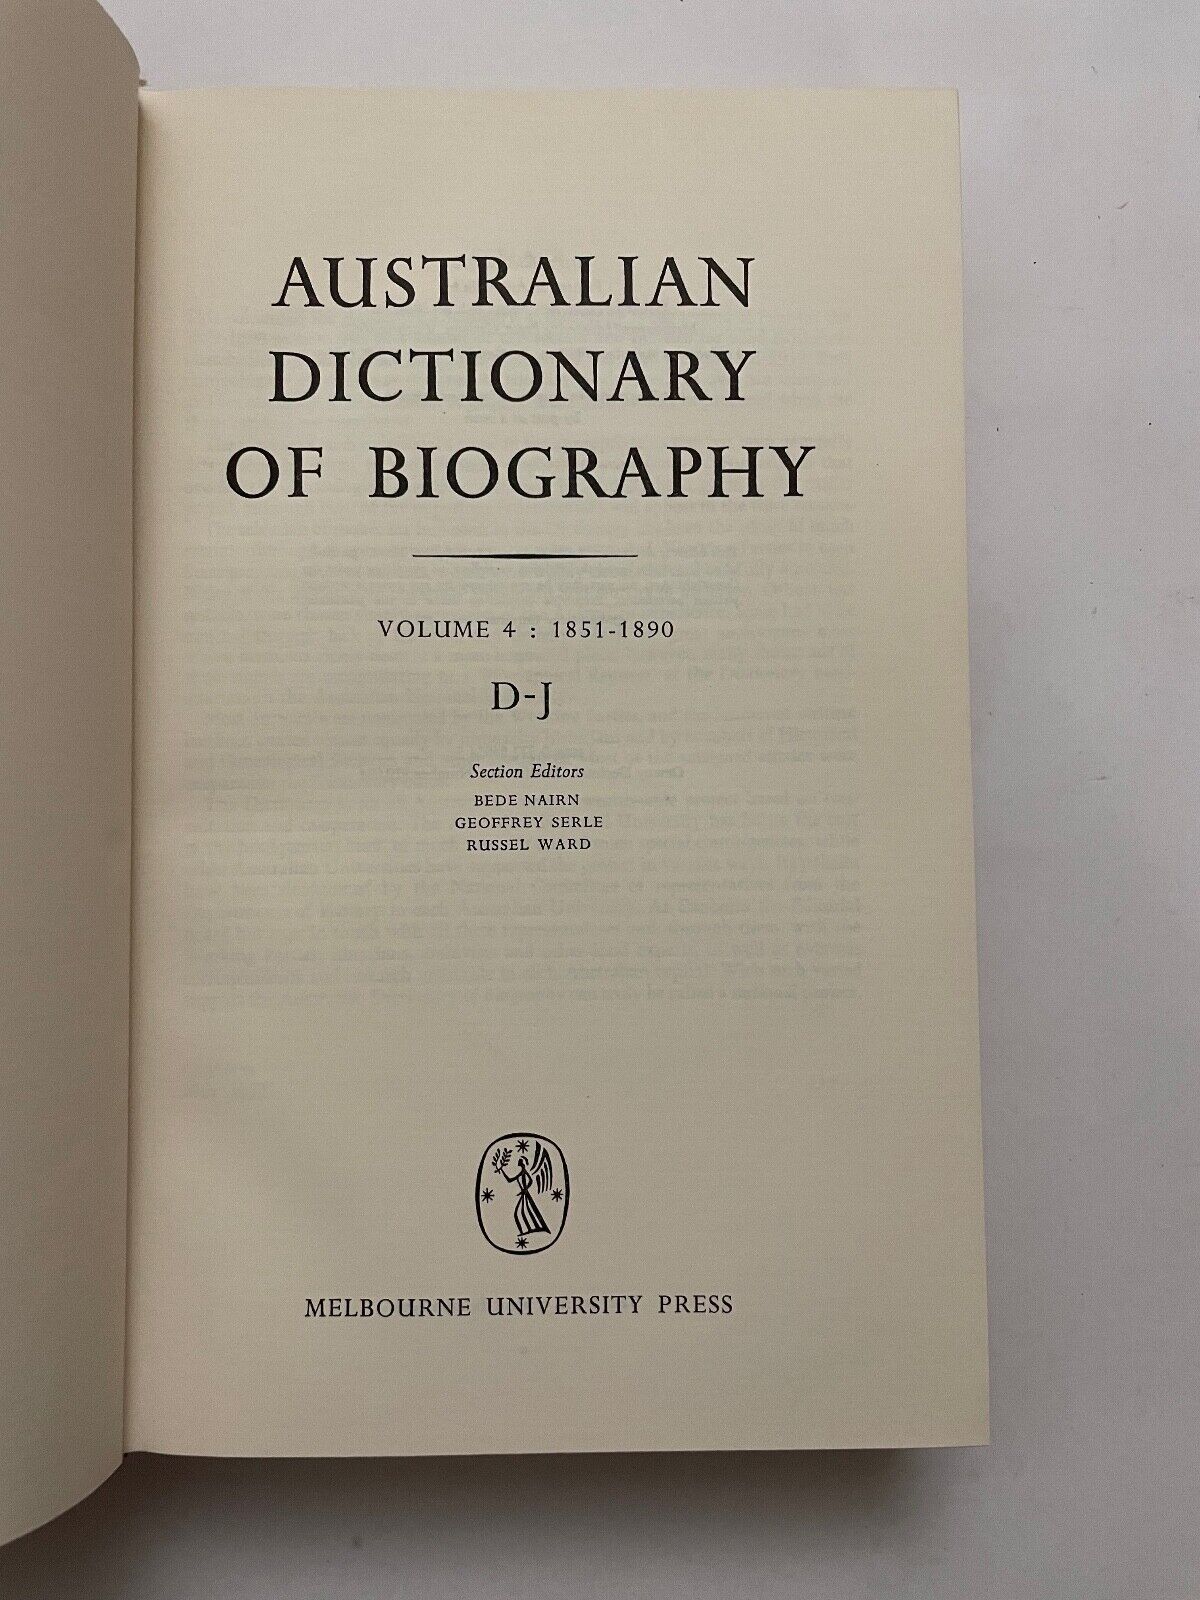 AUSTRALIAN
DICTIONARY
OF BIOGRAPHY
VOLUME 4 : 1851-1890
D-J
Section Editors
BEDE NAIRN
GEOFFREY SERLE
RUSSEL WARD
MELBOURNE UNIVERSITY PRESS